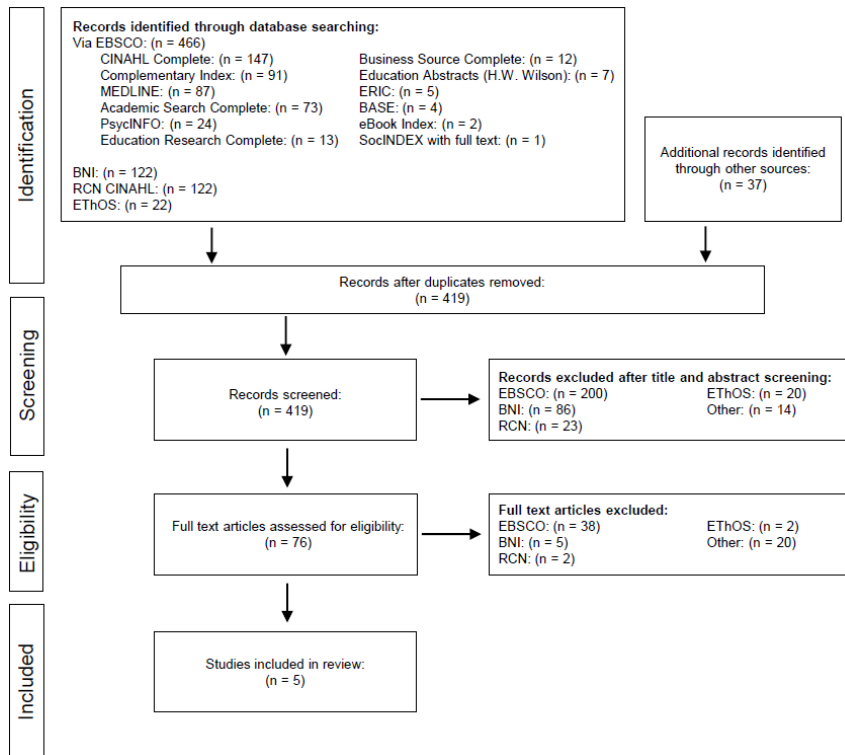 Identification
Records identified through database searching:
Via EBSCO: (n = 466)
CINAHL Complete: (n = 147)
Complementary Index: (n = 91)
MEDLINE: (n = 87)
Academic Search Complete: (n = 73)
PsycINFO: (n = 24)
Education Research Complete: (n = 13)
Business Source Complete: (n = 12)
Education Abstracts (H.W. Wilson): (n = 7)
ERIC: (n = 5)
BASE: (n = 4)
eBook Index: (n = 2)
SocINDEX with full text: (n = 1)
BNI: (n = 122)
RCN CINAHL: (n = 122)
EThOS: (n = 22)
Additional records identified
through other sources:
(n = 37)
Records after duplicates removed:
(n = 419)
Screening
Records screened:
(n = 419)
Records excluded after title and abstract screening:
EBSCO: (n = 200)
BNI: (n = 86)
RCN: (n = 23)
EThOS: (n = 20)
Other: (n = 14)
Eligibility
Full text articles assessed for eligibility:
(n = 76)
Full text articles excluded:
EBSCO: (n = 38)
BNI: (n = 5)
RCN: (n = 2)
EThOS: (n = 2)
Other: (n = 20)
Included
Studies included in review:
(n = 5)